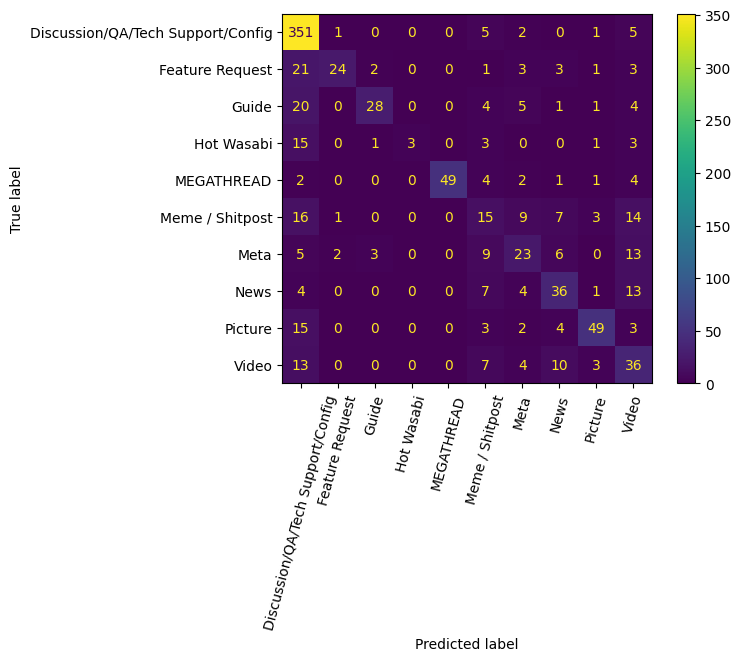 True label
Discussion/QA/Tech Support/Config 351 1 0 0 0 5 2 0 1 5
Feature Request 21 24 2 0 0 1 3 3 1 3
Guide 20 0 28 0 0 4 5 1 1 4
Hot Wasabi 15 0 1 3 0 3 0 0 1 3
MEGATHREAD 2 0 0 0 49 4 2 1 1 4
Meme / Shitpost 16 1 0 0 0 15 9 7 3 14
Meta 5 2 3 0 0 9 23 6 0 13
News 4 0 0 0 0 7 4 36 1 13
Picture 15 0 0 0 0 3 2 4 49 3
Video 13 0 0 0 0 7 4 10 3 36
Discussion/QA/Tech Support/Config
Feature Request
Guide
Hot Wasabi
MEGATHREAD
Meme / Shitpost
Meta
News
Picture
Video
Predicted label
350
300
250
200
150
100
50
0